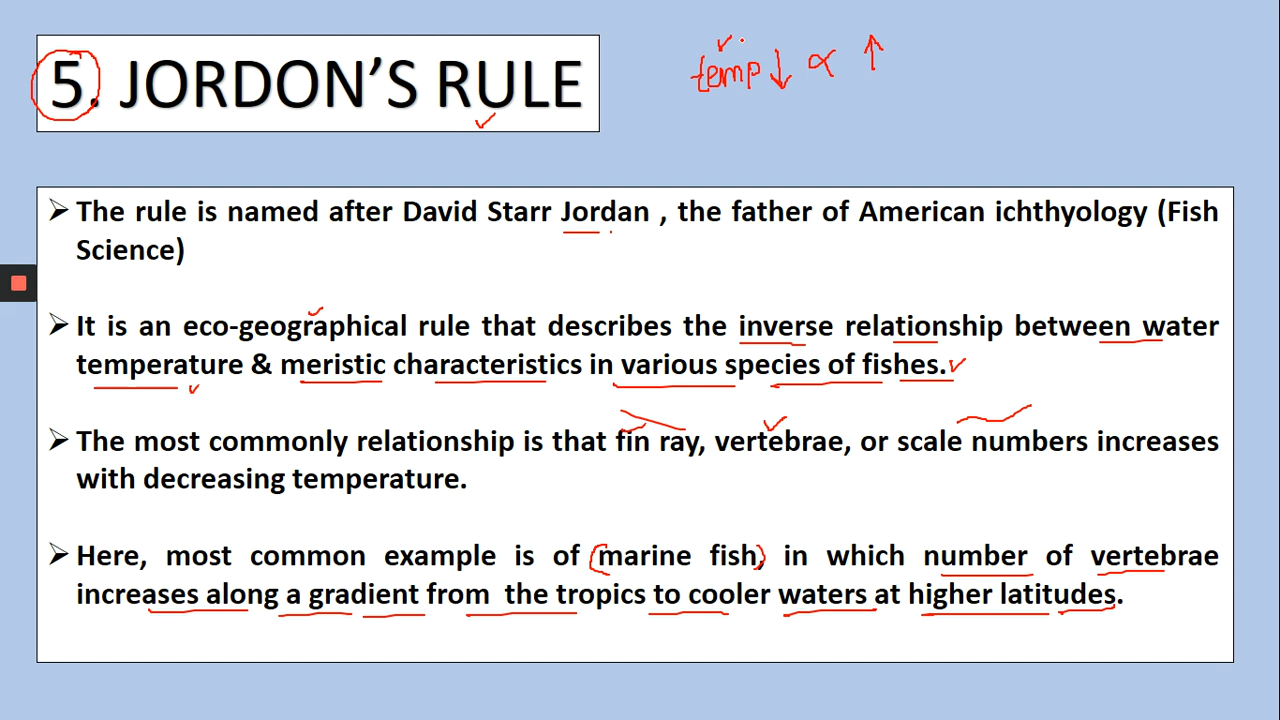 5. JORDON'S RULE
temp ↓ ∝ ↑
➢ The rule is named after David Starr Jordan , the father of American ichthyology (Fish
Science)
➢ It is an eco-geographical rule that describes the inverse relationship between water
temperature & meristic characteristics in various species of fishes.
➢ The most commonly relationship is that fin ray, vertebrae, or scale numbers increases
with decreasing temperature.
➢ Here, most common example is of (marine fish, in which number of vertebrae
increases along a gradient from the tropics to cooler waters at higher latitudes.